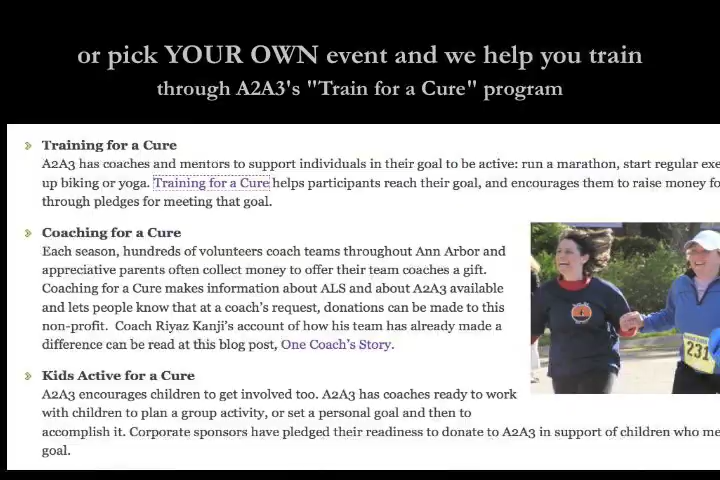 or pick YOUR OWN event and we help you train
through A2A3's "Train for a Cure" program
Training for a Cure
A2A3 has coaches and mentors to support individuals in their goal to be active: run a marathon, start regular
up biking or yoga. Training for a Cure helps participants reach their goal, and encourages them to raise money
through pledges for meeting that goal.
Coaching for a Cure
Each season, hundreds of volunteers coach teams throughout Ann Arbor and
appreciative parents often collect money to offer their team coaches a gift.
Coaching for a Cure makes information about ALS and about A2A3 available
and lets people know that at a coach's request, donations can be made to this
non-profit.  Coach Riyaz Kanji's account of how his team has already made a
difference can be read at this blog post, One Coach's Story.
231
Kids Active for a Cure
A2A3 encourages children to get involved too. A2A3 has coaches ready to work
with children to plan a group activity, or set a personal goal and then to
accomplish it. Corporate sponsors have pledged their readiness to donate to A2A3 in support of children who
goal.